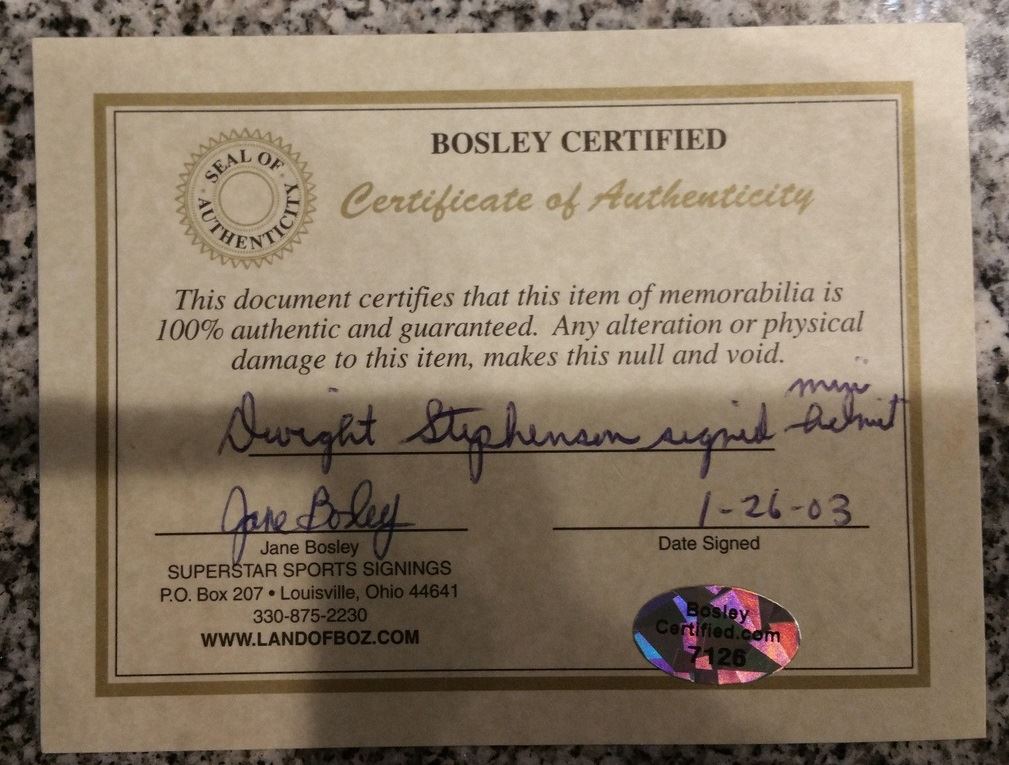 SEAL OF AUTHENTICITY
BOSLEY CERTIFIED
Certificate of Authenticity
This document certifies that this item of memorabilia is
100% authentic and guaranteed. Any alteration or physical
damage to this item, makes this null and void.
mini
Dwight Stephenson signed helmit
Jane Bosley
1-26-03
Jane Bosley
Date Signed
SUPERSTAR SPORTS SIGNINGS
P.O. Box 207 • Louisville, Ohio 44641
330-875-2230
WWW.LANDOFBOZ.COM
Bosley
Certified.com
7126